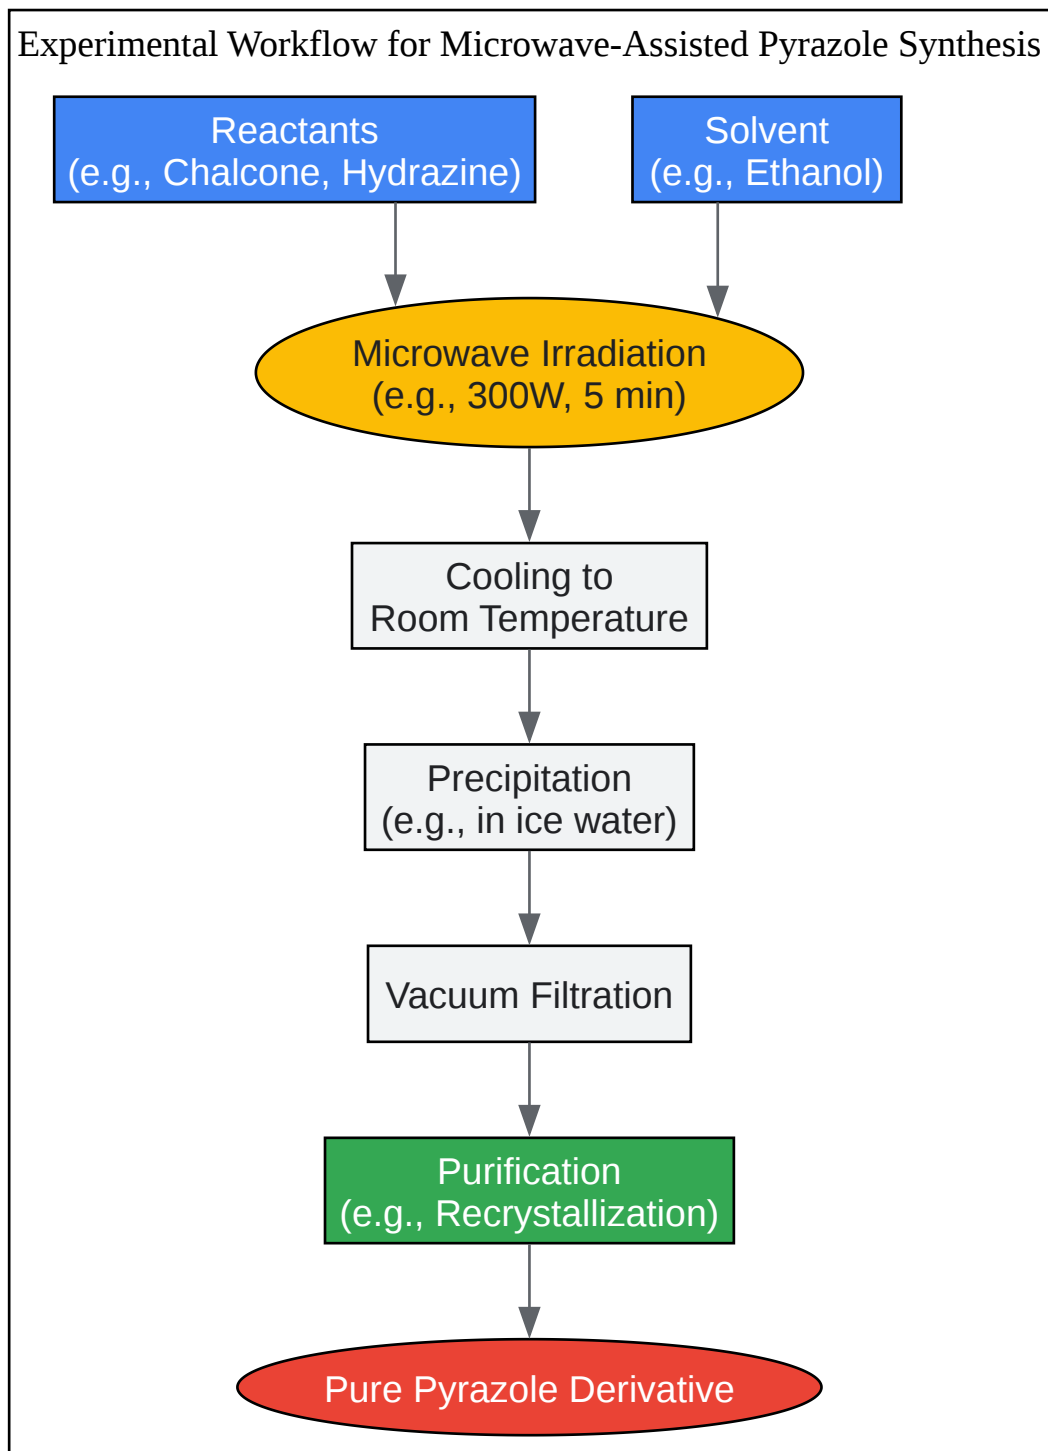 Experimental Workflow for Microwave-Assisted Pyrazole Synthesis
Reactants
(e.g., Chalcone, Hydrazine)
Solvent
(e.g., Ethanol)
Microwave Irradiation
(e.g., 300W, 5 min)
Cooling to
Room Temperature
Precipitation
(e.g., in ice water)
Vacuum Filtration
Purification
(e.g., Recrystallization)
Pure Pyrazole Derivative